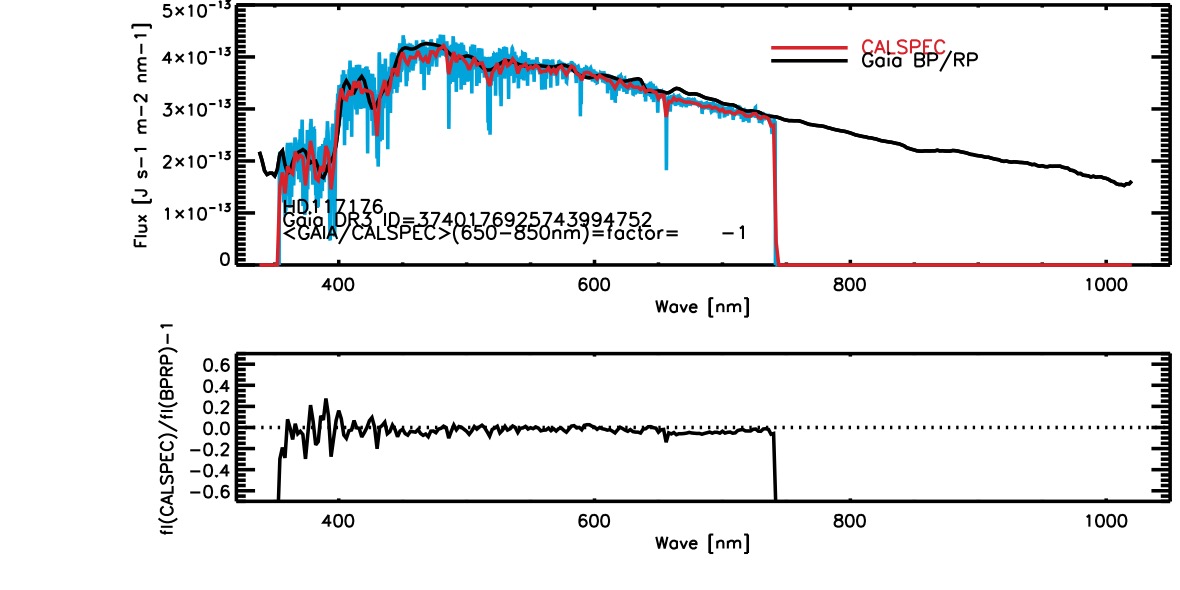 5×10−13
4×10−13
3×10−13
2×10−13
1×10−13
0
Flux [J s−1 m−2 nm−1]
CALSPEC
Gaia BP/RP
HD117176
Gaia DR3 ID=3740176925743994752
<GAIA/CALSPEC>(650−850nm)=factor= −1
400 600 800 1000
Wave [nm]
fl(CALSPEC)/fl(BPRP)−1
0.6
0.4
0.2
0.0
−0.2
−0.4
−0.6
400 600 800 1000
Wave [nm]